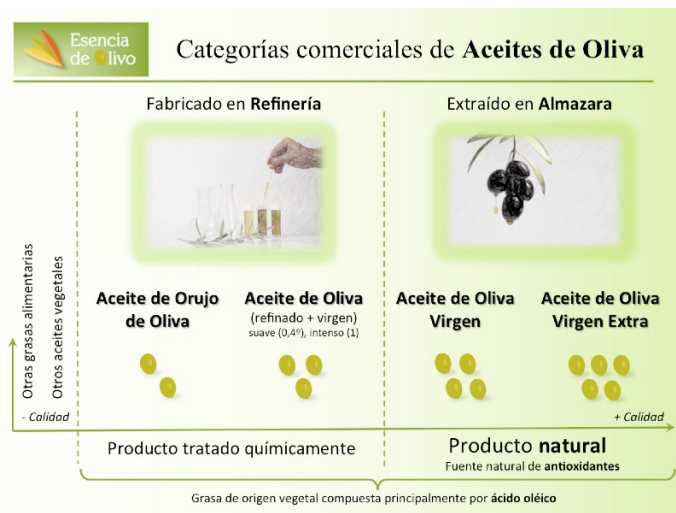 Esencia
de Olivo
Categorías comerciales de Aceites de Oliva
Fabricado en Refinería
Extraído en Almazara
Otras grasas alimentarias
Otros aceites vegetales
Aceite de Orujo
de Oliva
Aceite de Oliva
(refinado + virgen)
suave (0,4º), intenso (1)
Aceite de Oliva
Virgen
Aceite de Oliva
Virgen Extra
- Calidad
+ Calidad
Producto tratado químicamente
Producto natural
Fuente natural de antioxidantes
Grasa de origen vegetal compuesta principalmente por ácido oléico